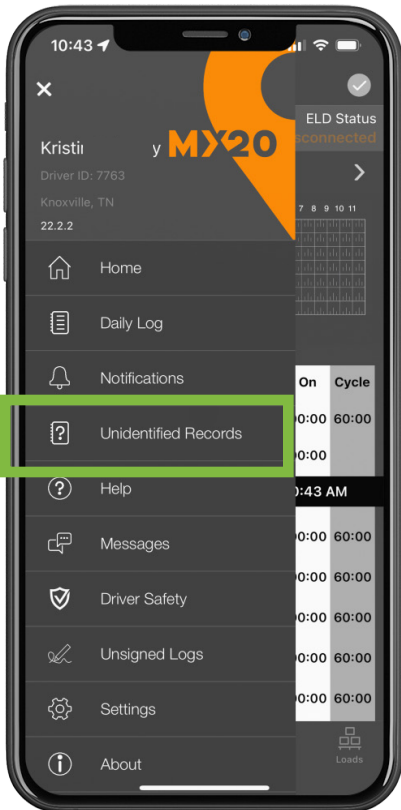 10:43
ELD Status
sconnected
Kristii y MX20
Driver ID: 7763
Knoxville, TN
22.2.2
7 8 9 10 11
Home
Daily Log
Notifications
On Cycle
00:00 60:00
Unidentified Records
00:00
Help
0:43 AM
Messages
00:00 60:00
00:00 60:00
Driver Safety
00:00 60:00
Unsigned Logs
00:00 60:00
Settings
00:00 60:00
About
Loads